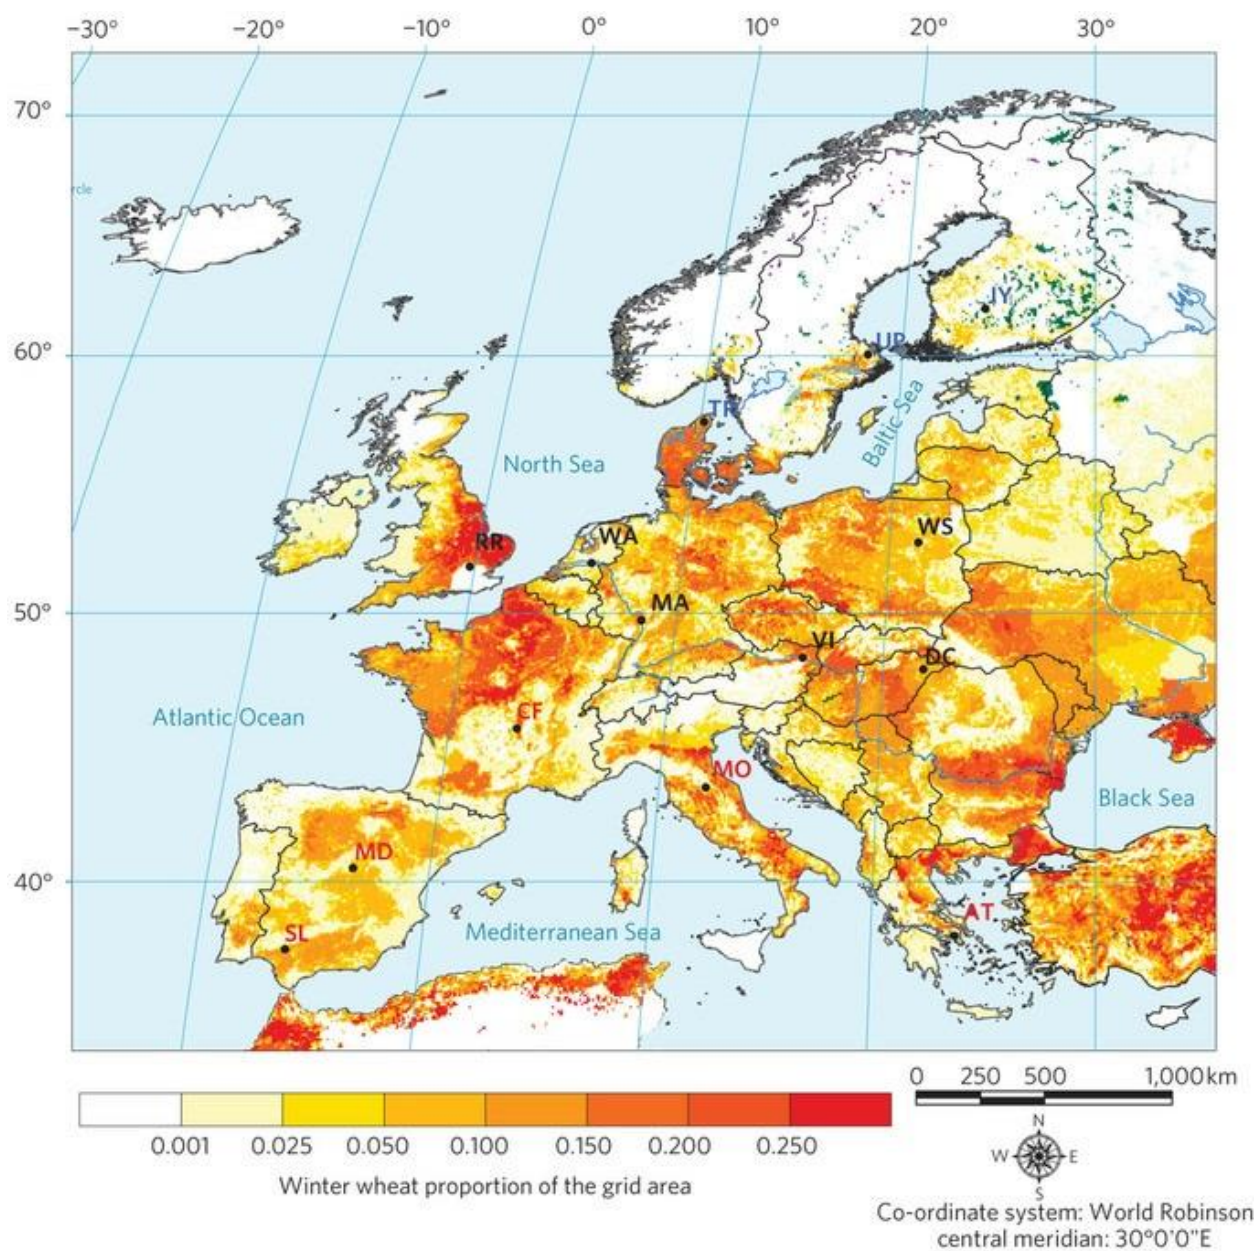 −30° −20° −10° 0° 10° 20° 30°
70°
rcle
JY
60°
UP
TR
Baltic Sea
North Sea
RR
WA
WS
50°
MA
VI
DC
Atlantic Ocean
CF
MO
Black Sea
MD
40°
AT
SL
Mediterranean Sea
0 250 500 1,000 km
0.001 0.025 0.050 0.100 0.150 0.200 0.250
N
W E
S
Winter wheat proportion of the grid area
Co-ordinate system: World Robinson
central meridian: 30°0'0"E